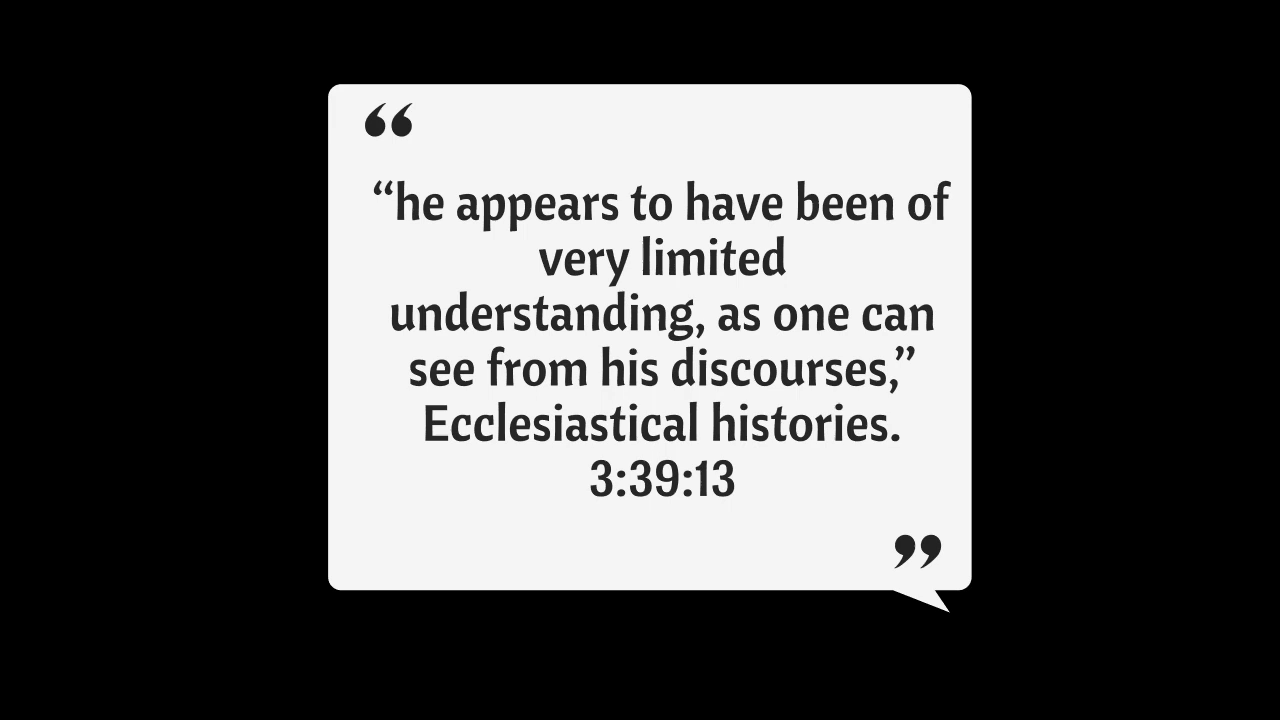 “
“he appears to have been of
very limited
understanding, as one can
see from his discourses,”
Ecclesiastical histories.
3:39:13
”